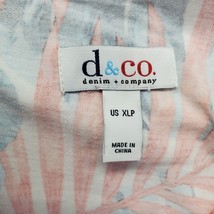 d&co.
denim + company
US XLP
MADE IN
CHINA